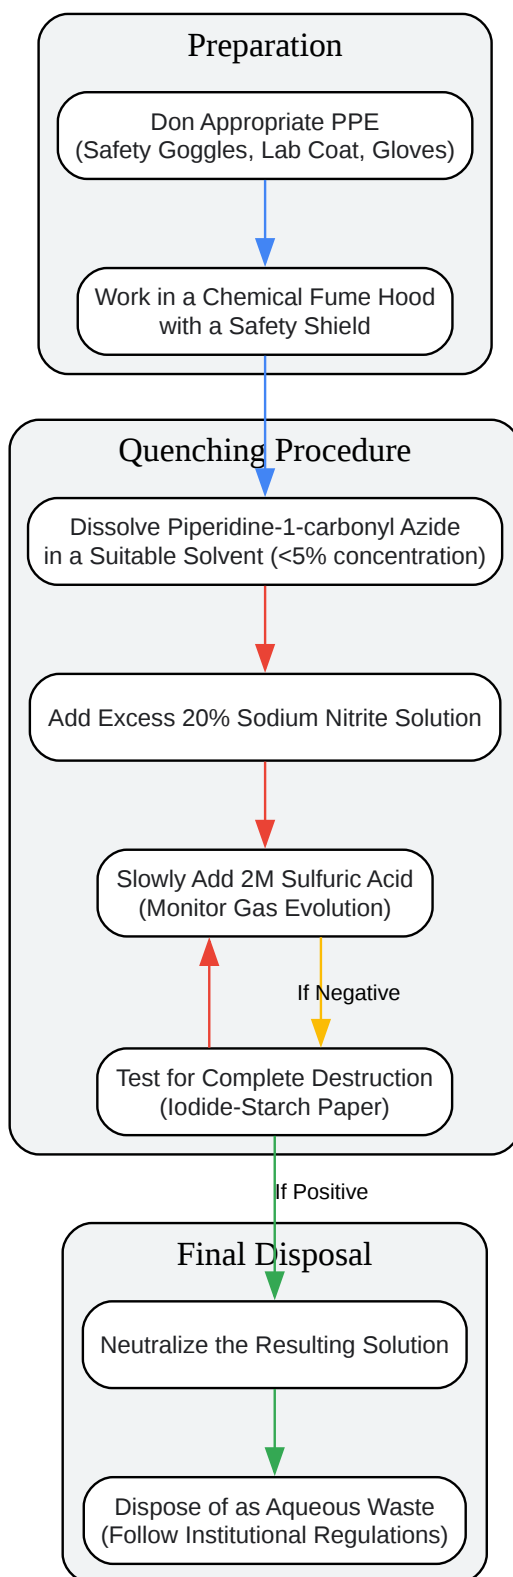 Preparation
Don Appropriate PPE
(Safety Goggles, Lab Coat, Gloves)
Work in a Chemical Fume Hood
with a Safety Shield
Quenching Procedure
Dissolve Piperidine-1-carbonyl Azide
in a Suitable Solvent (<5% concentration)
Add Excess 20% Sodium Nitrite Solution
Slowly Add 2M Sulfuric Acid
(Monitor Gas Evolution)
If Negative
Test for Complete Destruction
(Iodide-Starch Paper)
If Positive
Final Disposal
Neutralize the Resulting Solution
Dispose of as Aqueous Waste
(Follow Institutional Regulations)